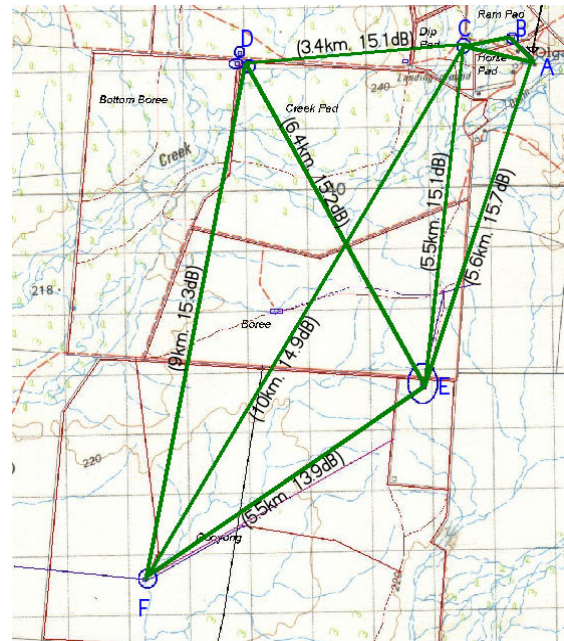 Ram Pad
B
C
Dip
Pad
(3.4km. 15.1dB)
D
A
Horse
Pad
Landing Ground
240
Bottom Boree
Creek Pad
Creek
(6.4km. 15.2dB)
(5.5km. 15.1dB)
(5.6km. 15.7dB)
218
Boree
(9km. 15.3dB)
(10km. 14.9dB)
E
220
(5.5km. 13.9dB)
F